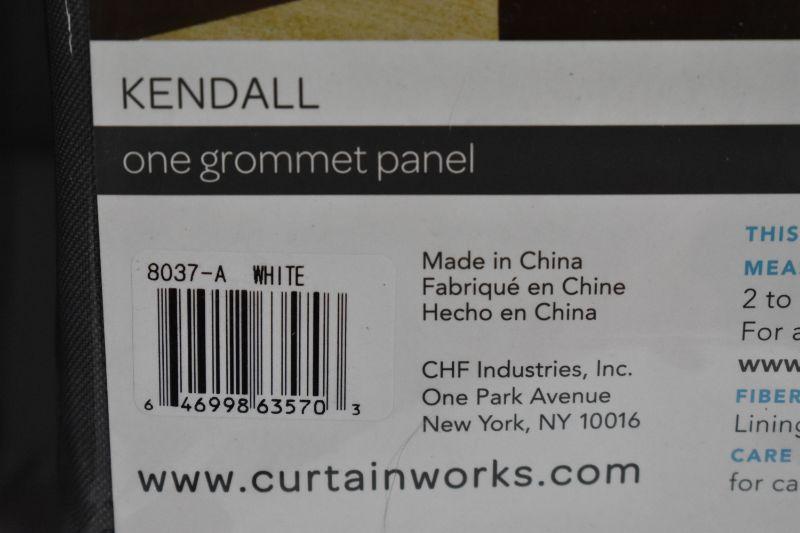 KENDALL
one grommet panel
8037-A WHITE
6 46998 63570 3
Made in China
Fabriqué en Chine
Hecho en China
CHF Industries, Inc.
One Park Avenue
New York, NY 10016
www.curtainworks.com
THIS
2 to
For
www
FIBER
Lining
CARE
for